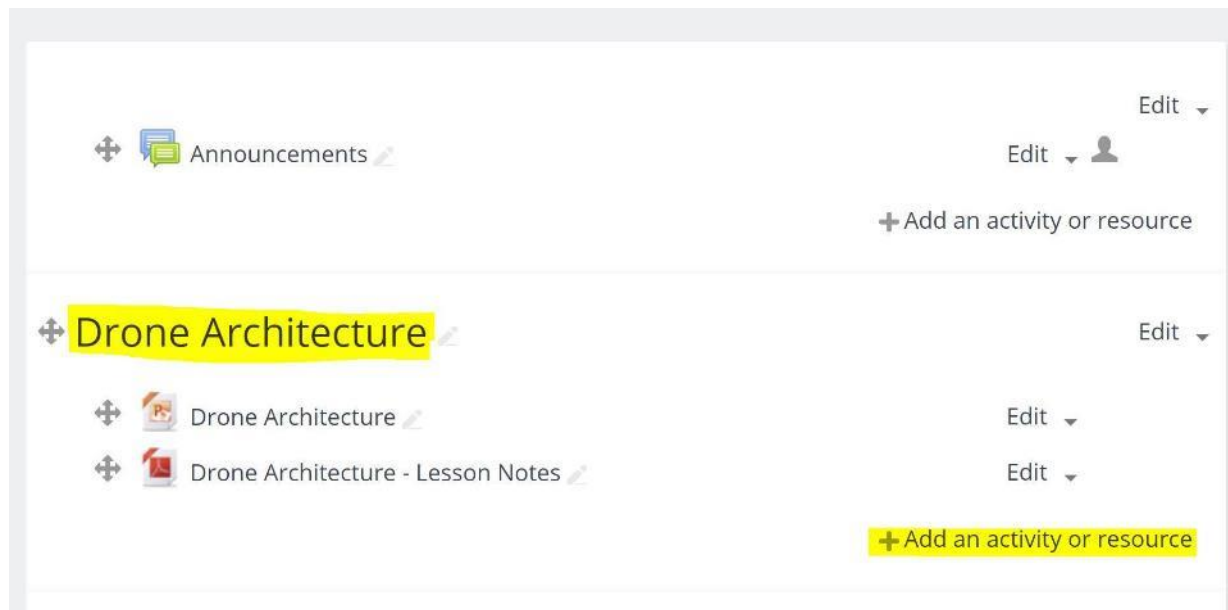 Edit
Announcements Edit
+ Add an activity or resource
Drone Architecture Edit
Drone Architecture Edit
Drone Architecture - Lesson Notes Edit
+ Add an activity or resource